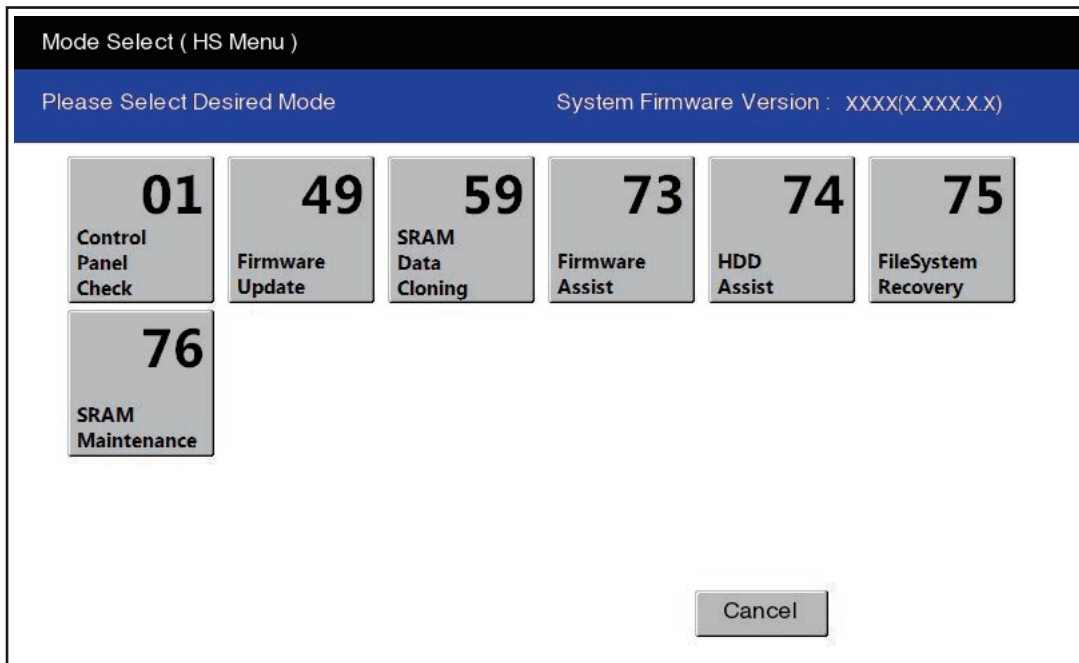 Mode Select ( HS Menu )
Please Select Desired Mode
System Firmware Version : XXXX(X.XXX.X.X)
01
Control
Panel
Check
49
Firmware
Update
59
SRAM
Data
Cloning
73
Firmware
Assist
74
HDD
Assist
75
FileSystem
Recovery
76
SRAM
Maintenance
Cancel